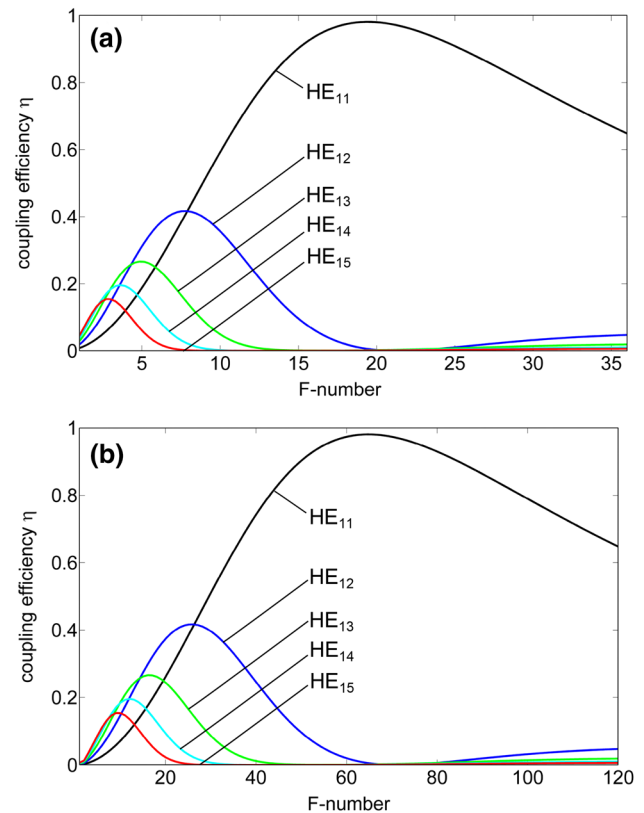 (a)
1
0.8
0.6
0.4
0.2
0
coupling efficiency η
HE₁₁
HE₁₂
HE₁₃
HE₁₄
HE₁₅
5 10 15 20 25 30 35
F-number
(b)
1
0.8
0.6
0.4
0.2
0
coupling efficiency η
HE₁₁
HE₁₂
HE₁₃
HE₁₄
HE₁₅
20 40 60 80 100 120
F-number